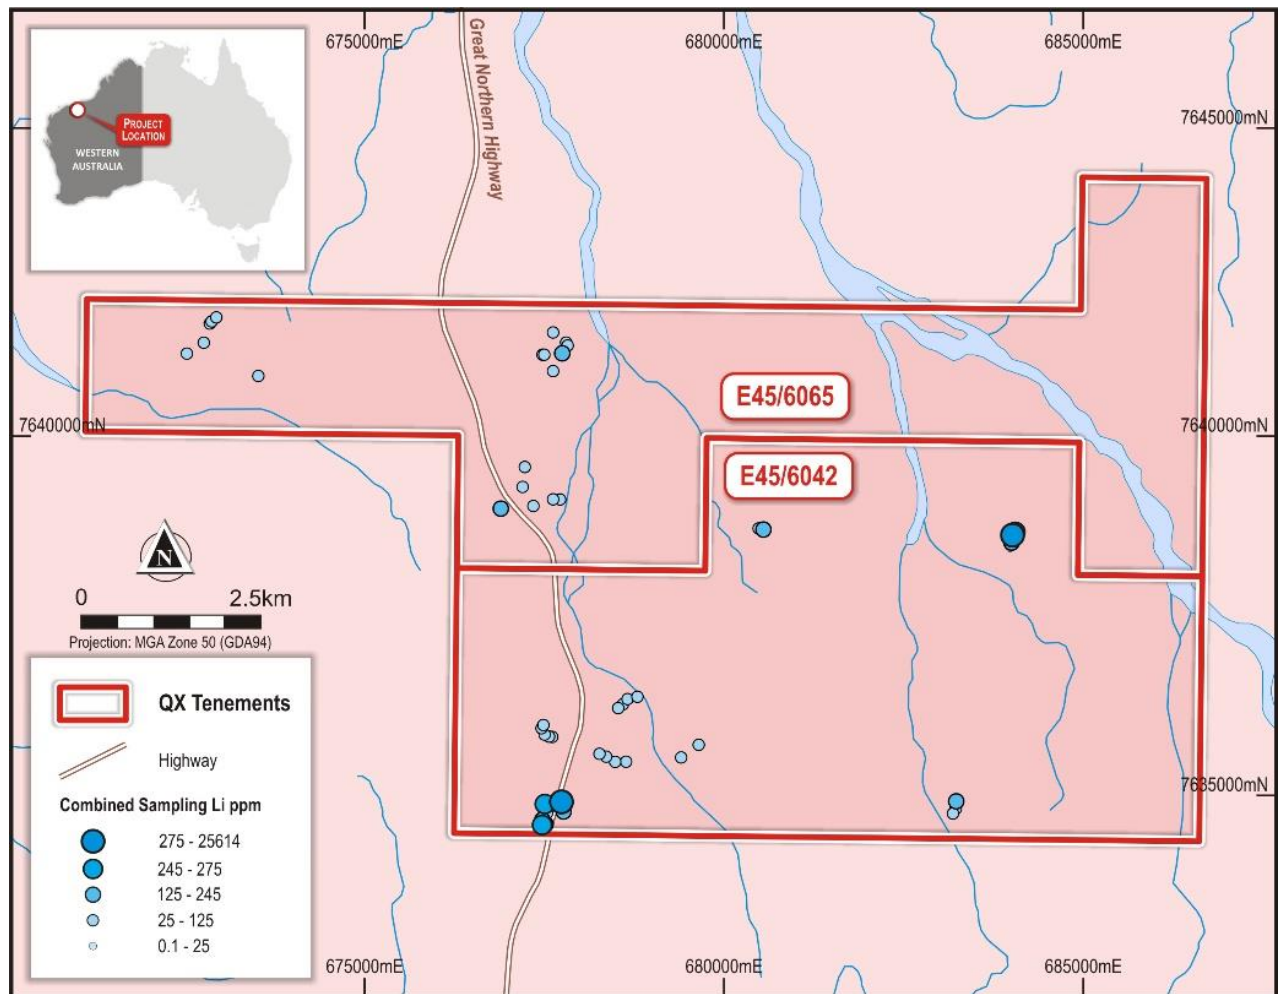 675000mE
680000mE
685000mE
Great Northern Highway
PROJECT
LOCATION
WESTERN
AUSTRALIA
7645000mN
E45/6065
7640000mN
7640000mN
E45/6042
N
0 2.5km
Projection: MGA Zone 50 (GDA94)
QX Tenements
Highway
Combined Sampling Li ppm
275 - 25614
245 - 275
125 - 245
25 - 125
0.1 - 25
7635000mN
675000mE
680000mE
685000mE